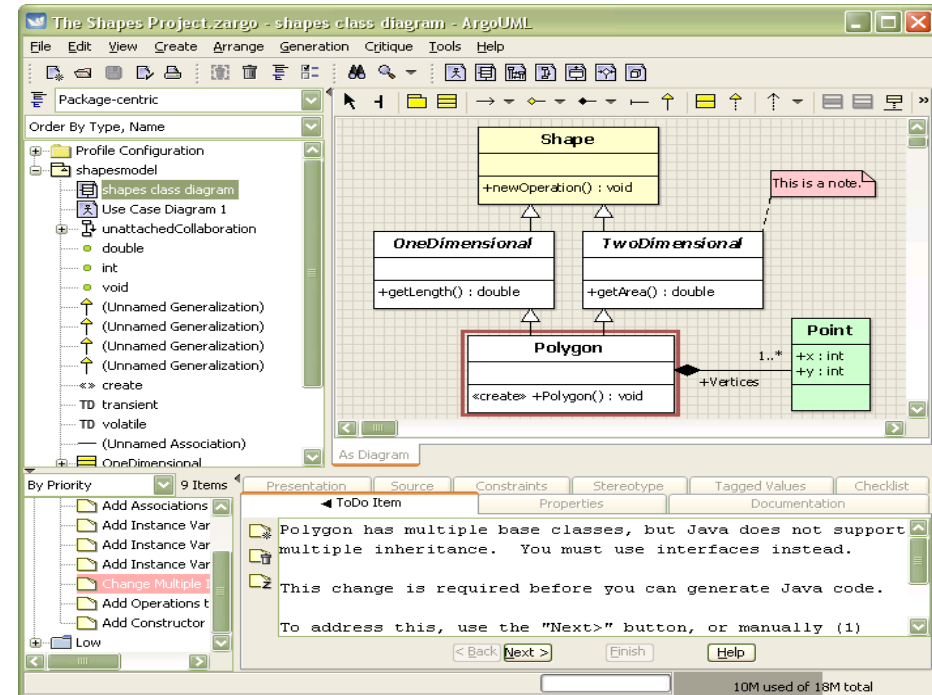 The Shapes Project.zargo - shapes class diagram - ArgoUML
File Edit View Create Arrange Generation Critique Tools Help
Package-centric
Order By Type, Name
Profile Configuration
shapesmodel
shapes class diagram
Use Case Diagram 1
unattachedCollaboration
double
int
void
(Unnamed Generalization)
(Unnamed Generalization)
(Unnamed Generalization)
(Unnamed Generalization)
«» create
TD transient
TD volatile
(Unnamed Association)
OneDimensional
Shape
+newOperation() : void
This is a note.
OneDimensional
+getLength() : double
TwoDimensional
+getArea() : double
Polygon
«create» +Polygon() : void
1..*
+Vertices
Point
+x : int
+y : int
As Diagram
By Priority 9 Items
Add Associations
Add Instance Var
Add Instance Var
Add Instance Var
Change Multiple I
Add Operations t
Add Constructor
Low
Presentation Source Constraints Stereotype Tagged Values Checklist
ToDo Item Properties Documentation
Polygon has multiple base classes, but Java does not support
multiple inheritance. You must use interfaces instead.
This change is required before you can generate Java code.
To address this, use the "Next>" button, or manually (1)
< Back Next > Finish Help
10M used of 18M total